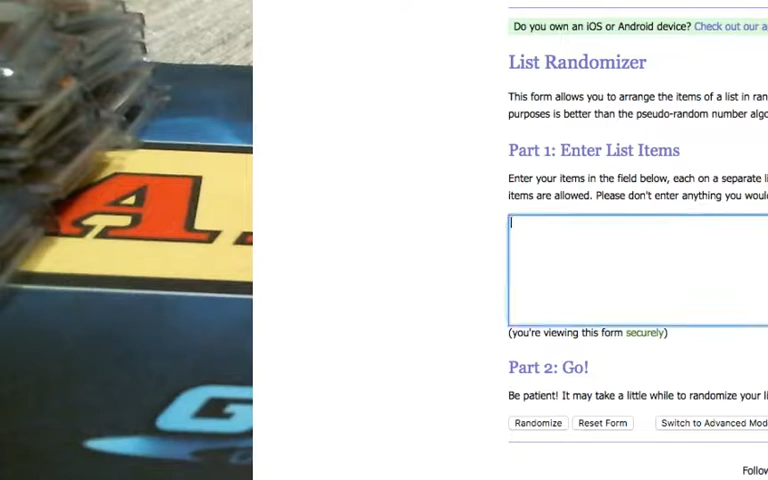 A
G
Do you own an iOS or Android device? Check out our a
List Randomizer
This form allows you to arrange the items of a list in ran
purposes is better than the pseudo-random number algo
Part 1: Enter List Items
Enter your items in the field below, each on a separate li
items are allowed. Please don't enter anything you woul
(you're viewing this form securely)
Part 2: Go!
Be patient! It may take a little while to randomize your li
Randomize Reset Form Switch to Advanced Mod
Follow